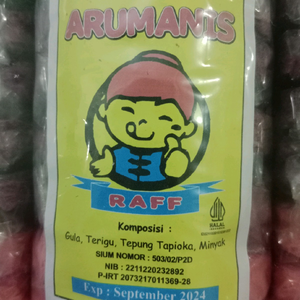 ARUMANIS
RAFF
Komposisi :
Gula, Terigu, Tepung Tapioka, Minyak
SIUM NOMOR : 503/02/P2D
NIB : 2211220232892
P-IRT 2073217011369-28
HALAL
Exp : September 2024